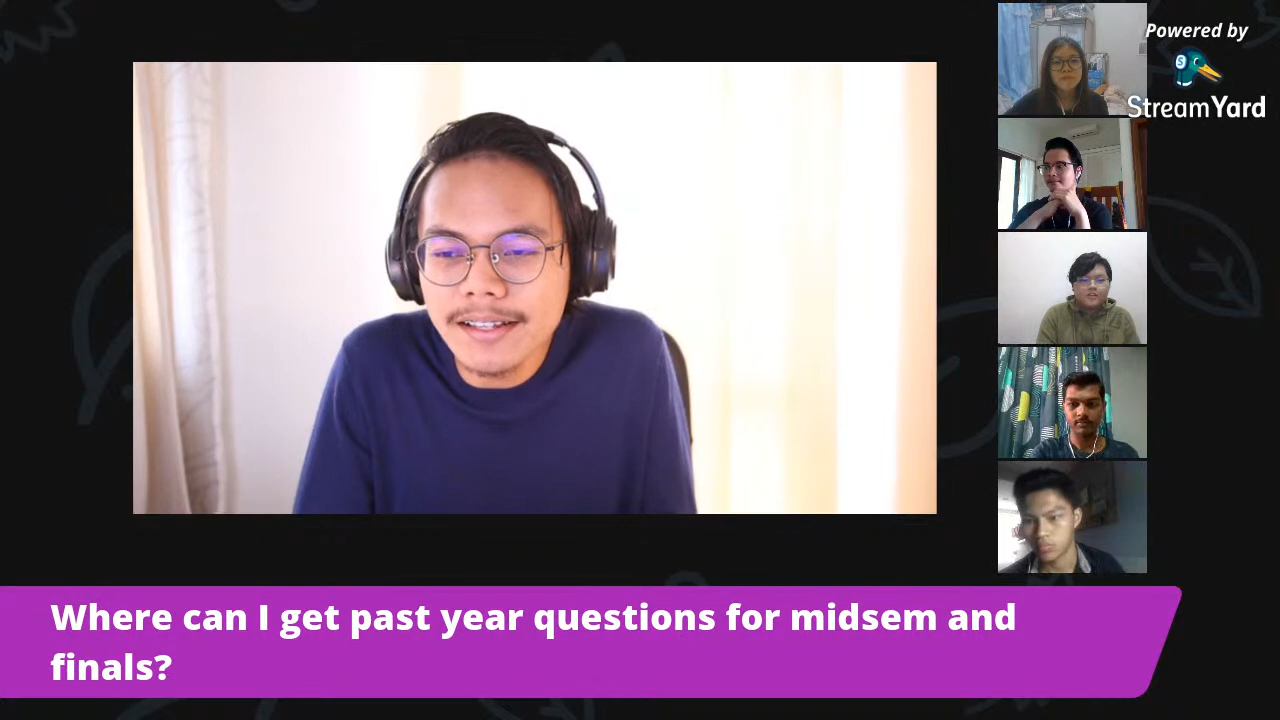 Powered by
StreamYard
Where can I get past year questions for midsem and
finals?